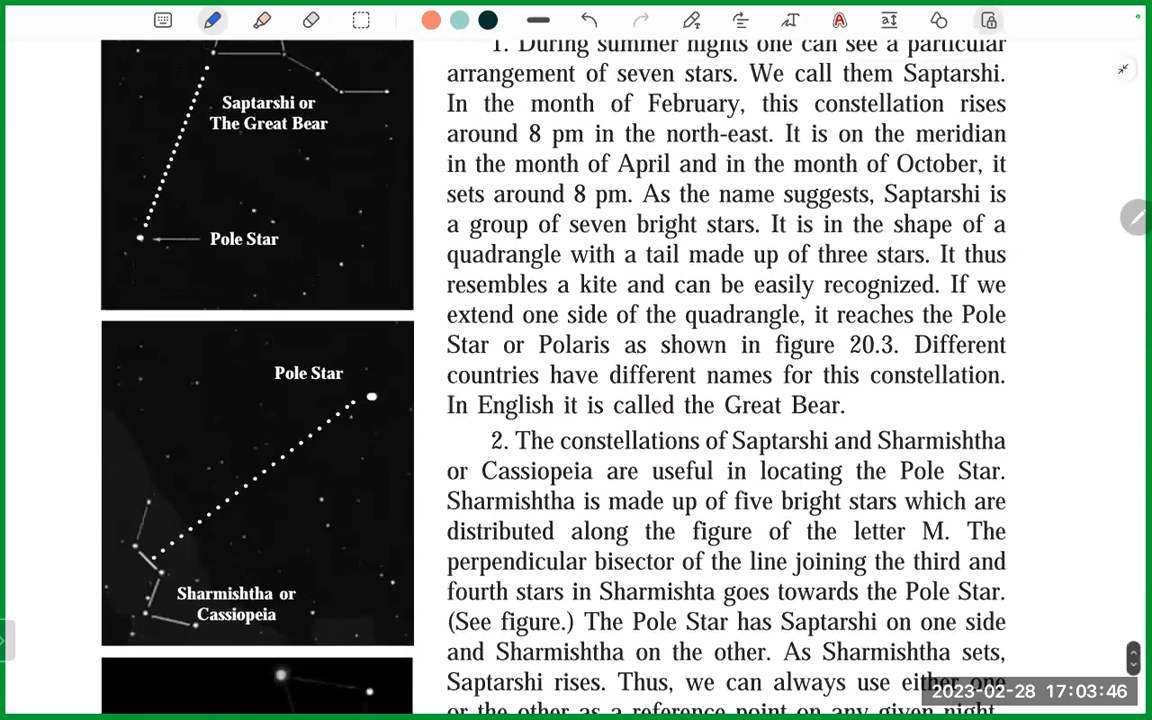 Saptarshi or
The Great Bear
Pole Star
Pole Star
Sharmishtha or
Cassiopeia
1. During summer nights one can see a particular
arrangement of seven stars. We call them Saptarshi.
In the month of February, this constellation rises
around 8 pm in the north-east. It is on the meridian
in the month of April and in the month of October, it
sets around 8 pm. As the name suggests, Saptarshi is
a group of seven bright stars. It is in the shape of a
quadrangle with a tail made up of three stars. It thus
resembles a kite and can be easily recognized. If we
extend one side of the quadrangle, it reaches the Pole
Star or Polaris as shown in figure 20.3. Different
countries have different names for this constellation.
In English it is called the Great Bear.
2. The constellations of Saptarshi and Sharmishtha
or Cassiopeia are useful in locating the Pole Star.
Sharmishtha is made up of five bright stars which are
distributed along the figure of the letter M. The
perpendicular bisector of the line joining the third and
fourth stars in Sharmishta goes towards the Pole Star.
(See figure.) The Pole Star has Saptarshi on one side
and Sharmishtha on the other. As Sharmishtha sets,
Saptarshi rises. Thus, we can always use either one
or the other as a reference point on any given night.
2023-02-28 17:03:46